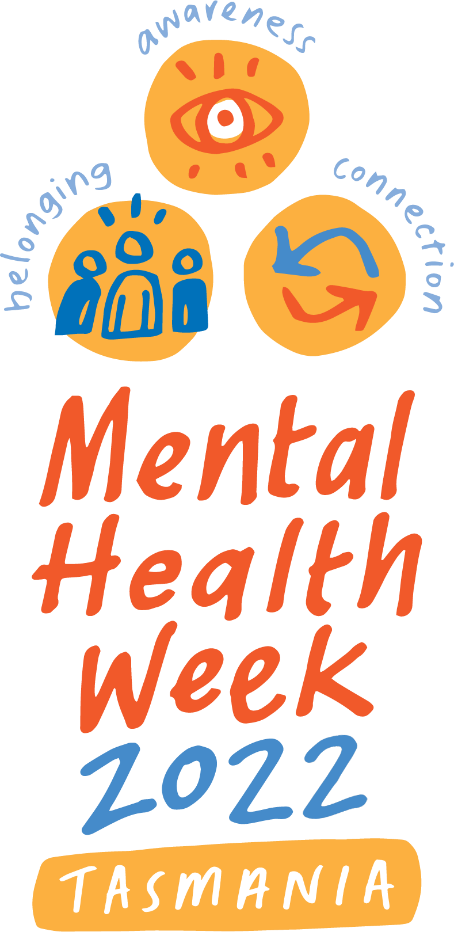 awareness
belonging
connection
Mental
Health
Week
2022
TASMANIA